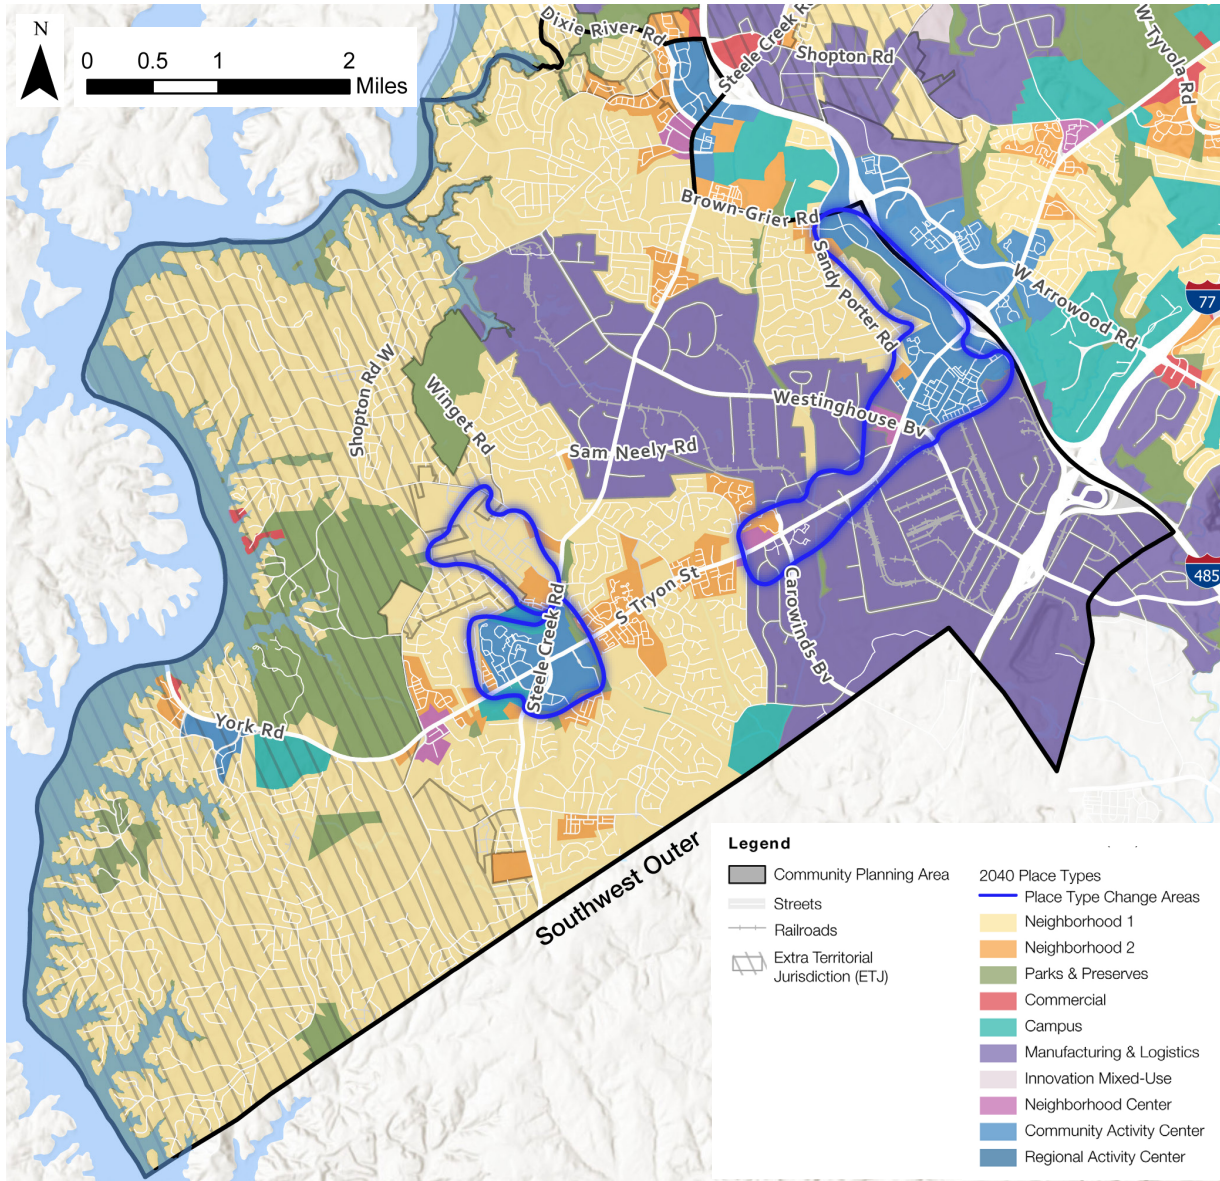 N
0 0.5 1 2
Miles
Dixie River Rd
Steele Creek R
Shopton Rd
W Tyvola Rd
Brown-Grier Rd
Sandy Porter Rd
W Arrowood Rd
77
Shopton Rd W
Winget Rd
Westinghouse Bv
Sam Neely Rd
485
S Tryon St
Carowinds Bv
Steele Creek Rd
York Rd
Southwest Outer
Legend
Community Planning Area
Streets
Railroads
Extra Territorial
Jurisdiction (ETJ)
2040 Place Types
Place Type Change Areas
Neighborhood 1
Neighborhood 2
Parks & Preserves
Commercial
Campus
Manufacturing & Logistics
Innovation Mixed-Use
Neighborhood Center
Community Activity Center
Regional Activity Center